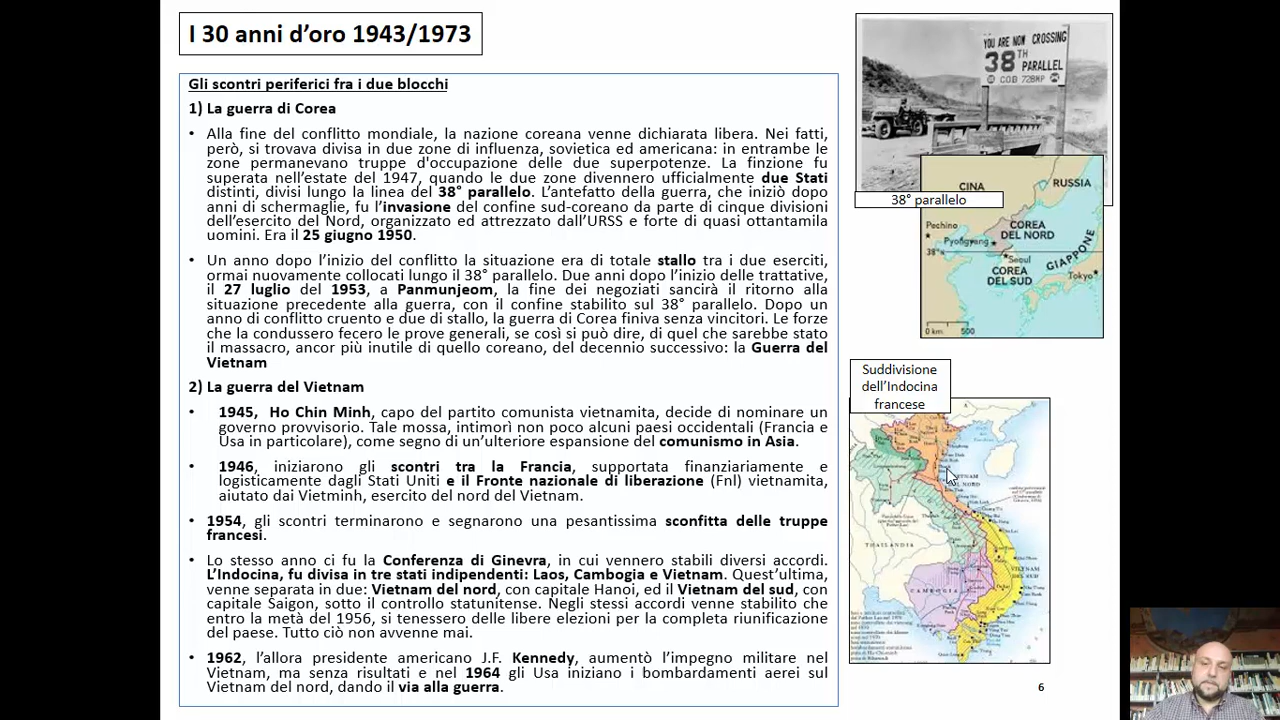 I 30 anni d’oro 1943/1973
Gli scontri periferici fra i due blocchi
1) La guerra di Corea
• Alla fine del conflitto mondiale, la nazione coreana venne dichiarata libera. Nei fatti,
però, si trovava divisa in due zone di influenza, sovietica ed americana: in entrambe le
zone permanevano truppe d'occupazione delle due superpotenze. La finzione fu
superata nell’estate del 1947, quando le due zone divennero ufficialmente due Stati
distinti, divisi lungo la linea del 38° parallelo. L’antefatto della guerra, che iniziò dopo
anni di schermaglie, fu l’invasione del confine sud-coreano da parte di cinque divisioni
dell’esercito del Nord, organizzato ed attrezzato dall’URSS e forte di quasi ottantamila
uomini. Era il 25 giugno 1950.
• Un anno dopo l’inizio del conflitto la situazione era di totale stallo tra i due eserciti,
ormai nuovamente collocati lungo il 38° parallelo. Due anni dopo l’inizio delle trattative,
il 27 luglio del 1953, a Panmunjeom, la fine dei negoziati sancirà il ritorno alla
situazione precedente alla guerra, con il confine stabilito sul 38° parallelo. Dopo un
anno di conflitto cruento e due di stallo, la guerra di Corea finiva senza vincitori. Le forze
che la condussero fecero le prove generali, se così si può dire, di quel che sarebbe stato
il massacro, ancor più inutile di quello coreano, del decennio successivo: la Guerra del
Vietnam
2) La guerra del Vietnam
• 1945, Ho Chin Minh, capo del partito comunista vietnamita, decide di nominare un
governo provvisorio. Tale mossa, intimorì non poco alcuni paesi occidentali (Francia e
Usa in particolare), come segno di un’ulteriore espansione del comunismo in Asia.
• 1946, iniziarono gli scontri tra la Francia, supportata finanziariamente e
logisticamente dagli Stati Uniti e il Fronte nazionale di liberazione (Fnl) vietnamita,
aiutato dai Vietminh, esercito del nord del Vietnam.
• 1954, gli scontri terminarono e segnarono una pesantissima sconfitta delle truppe
francesi.
• Lo stesso anno ci fu la Conferenza di Ginevra, in cui vennero stabili diversi accordi.
L’Indocina, fu divisa in tre stati indipendenti: Laos, Cambogia e Vietnam. Quest’ultima,
venne separata in due: Vietnam del nord, con capitale Hanoi, ed il Vietnam del sud, con
capitale Saigon, sotto il controllo statunitense. Negli stessi accordi venne stabilito che
entro la metà del 1956, si tenessero delle libere elezioni per la completa riunificazione
del paese. Tutto ciò non avvenne mai.
• 1962, l’allora presidente americano J.F. Kennedy, aumentò l’impegno militare nel
Vietnam, ma senza risultati e nel 1964 gli Usa iniziano i bombardamenti aerei sul
Vietnam del nord, dando il via alla guerra.
YOU ARE NOW CROSSING
38TH
PARALLEL
COB 728MP
38° parallelo
CINA
RUSSIA
Pechino
COREA
DEL NORD
Pyongyang
38°
Seoul
COREA
DEL SUD
GIAPPONE
Tokyo
0 km 500
Suddivisione
dell’Indocina
francese
THAILANDIA
CAMBOGIA
VIETNAM
DEL SUD
6